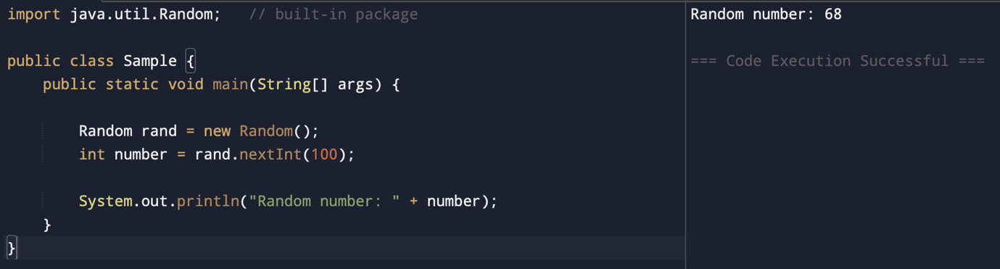 import java.util.Random;   // built-in package
public class Sample {
    public static void main(String[] args) {
        Random rand = new Random();
        int number = rand.nextInt(100);
        System.out.println("Random number: " + number);
    }
}
Random number: 68
=== Code Execution Successful ===